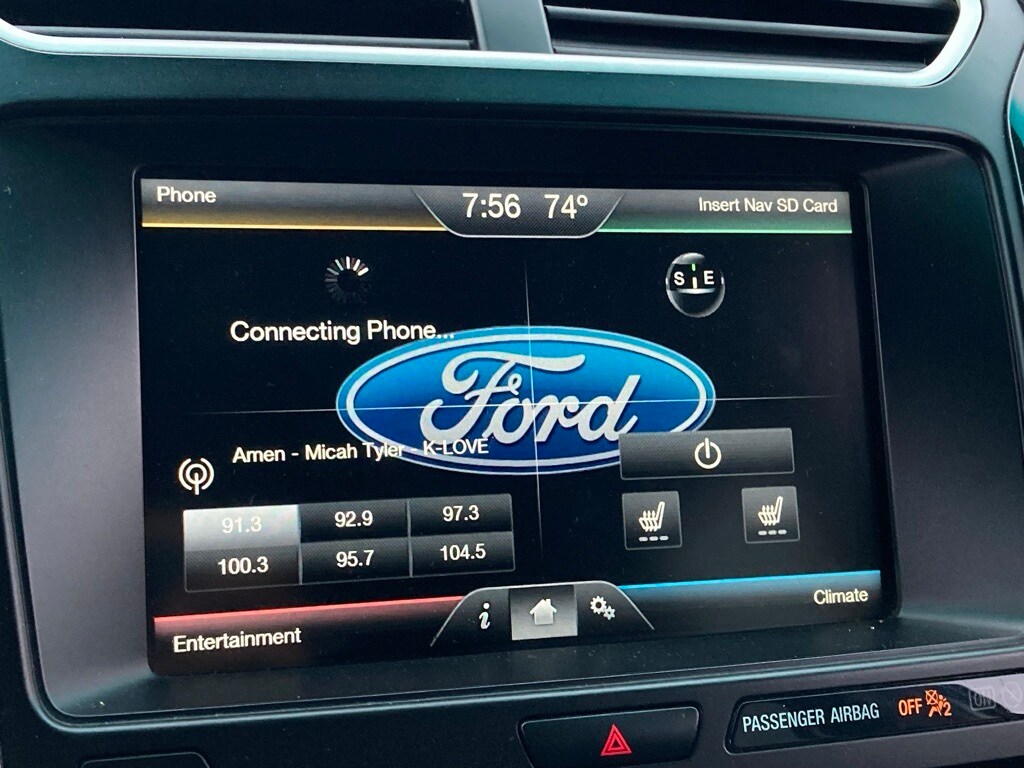 Phone
7:56 74°
Insert Nav SD Card
S E
Connecting Phone...
Ford
Amen - Micah Tyler - K-LOVE
91.3 92.9 97.3
100.3 95.7 104.5
i
Climate
Entertainment
PASSENGER AIRBAG OFF 2